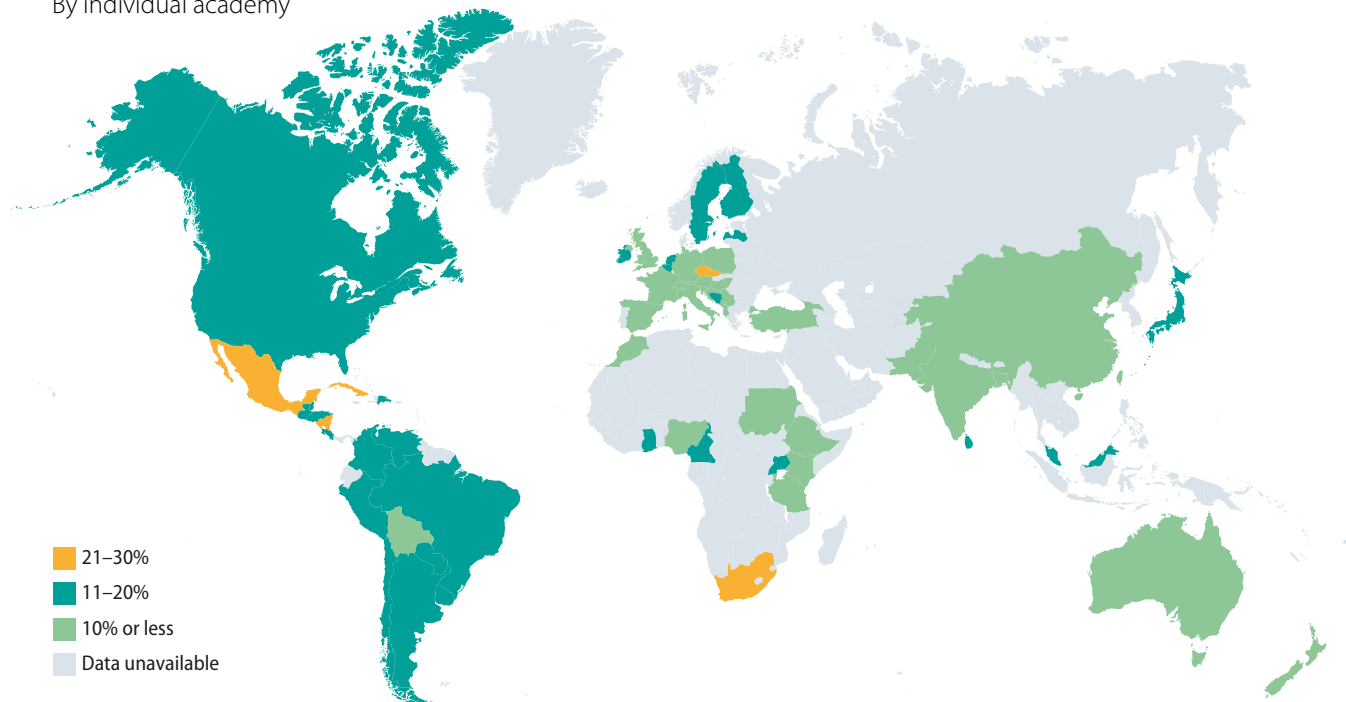 By individual academy
21–30%
11–20%
10% or less
Data unavailable